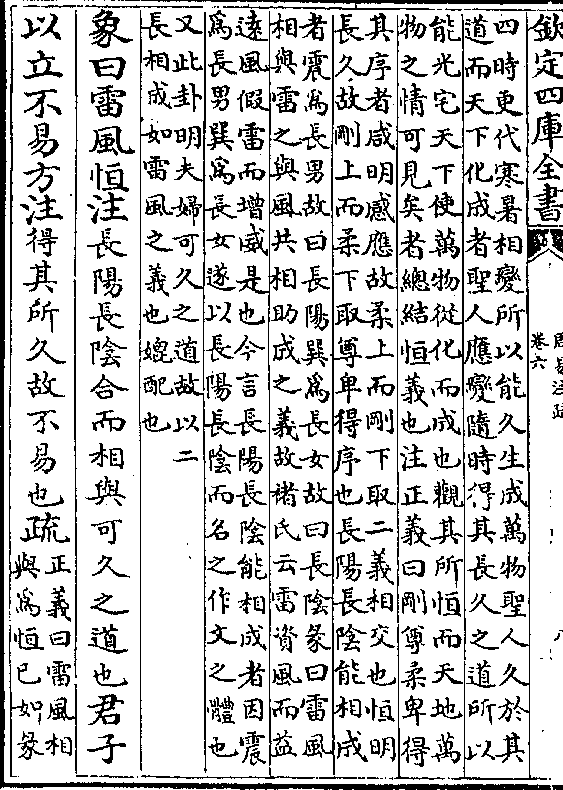 欽定四庫全書
周易注疏
卷六
四時更代寒暑相變所以能久生成萬物聖人久於其
道而天下化成者聖人應變隨時得其長久之道所以
能光宅天下使萬物從化而成也觀其所恒而天地萬
物之情可見矣者總結恒義也注正義曰剛尊柔卑得
其序者咸明感應故柔上而剛下取二義相交也恒明
長久故剛上而柔下取尊卑得序也長陽長陰能相成
者震爲長男故曰長陽巽爲長女故曰長陰彖曰雷風
相與雷之與風共相助成之義故褚氏云雷資風而益
遠風假雷而增威是也今言長陽長陰能相成者因震
爲長男巽爲長女遂以長陽長陰而名之作文之體也
又此卦明夫婦可久之道故以二
長相成如雷風之義也媲配也
象曰雷風恒注長陽長陰合而相與可久之道也君子
以立不易方注得其所久故不易也疏
正義曰雷風相
與爲恒已如彖